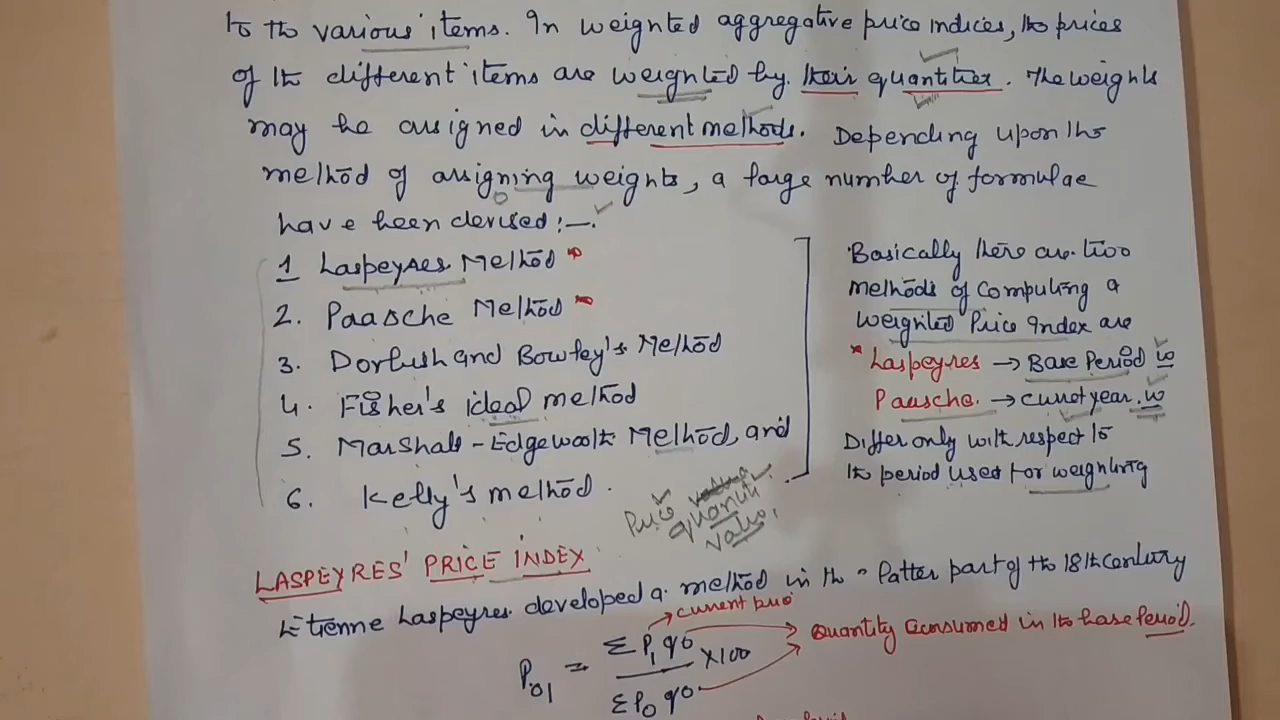 to the various items. In weighted aggregative price indices, the prices
of the different items are weighted by their quantities. The weights
may be assigned in different methods. Depending upon the
method of assigning weights, a large number of formulae
have been devised :-
1 Laspeyres Method
2. Paasche Method
3. Dorbish and Bowley's Method
4. Fisher's ideal method
5. Marshall-Edgeworth Method, and
6. Kelly's method.
Basically there are two
methods of Computing a
weighted Price Index are
* Laspeyres → Base Period w
Paascha. → current year. w
Differ only with respect to
the period used for weighting
Price
quantity
value,
LASPEYRES' PRICE INDEX
Etienne Laspeyres. developed a method in the latter part of the 18th century
current price
P01 = ΣP1 q0 / ΣP0 q0 × 100
Quantity Consumed in the base Period.